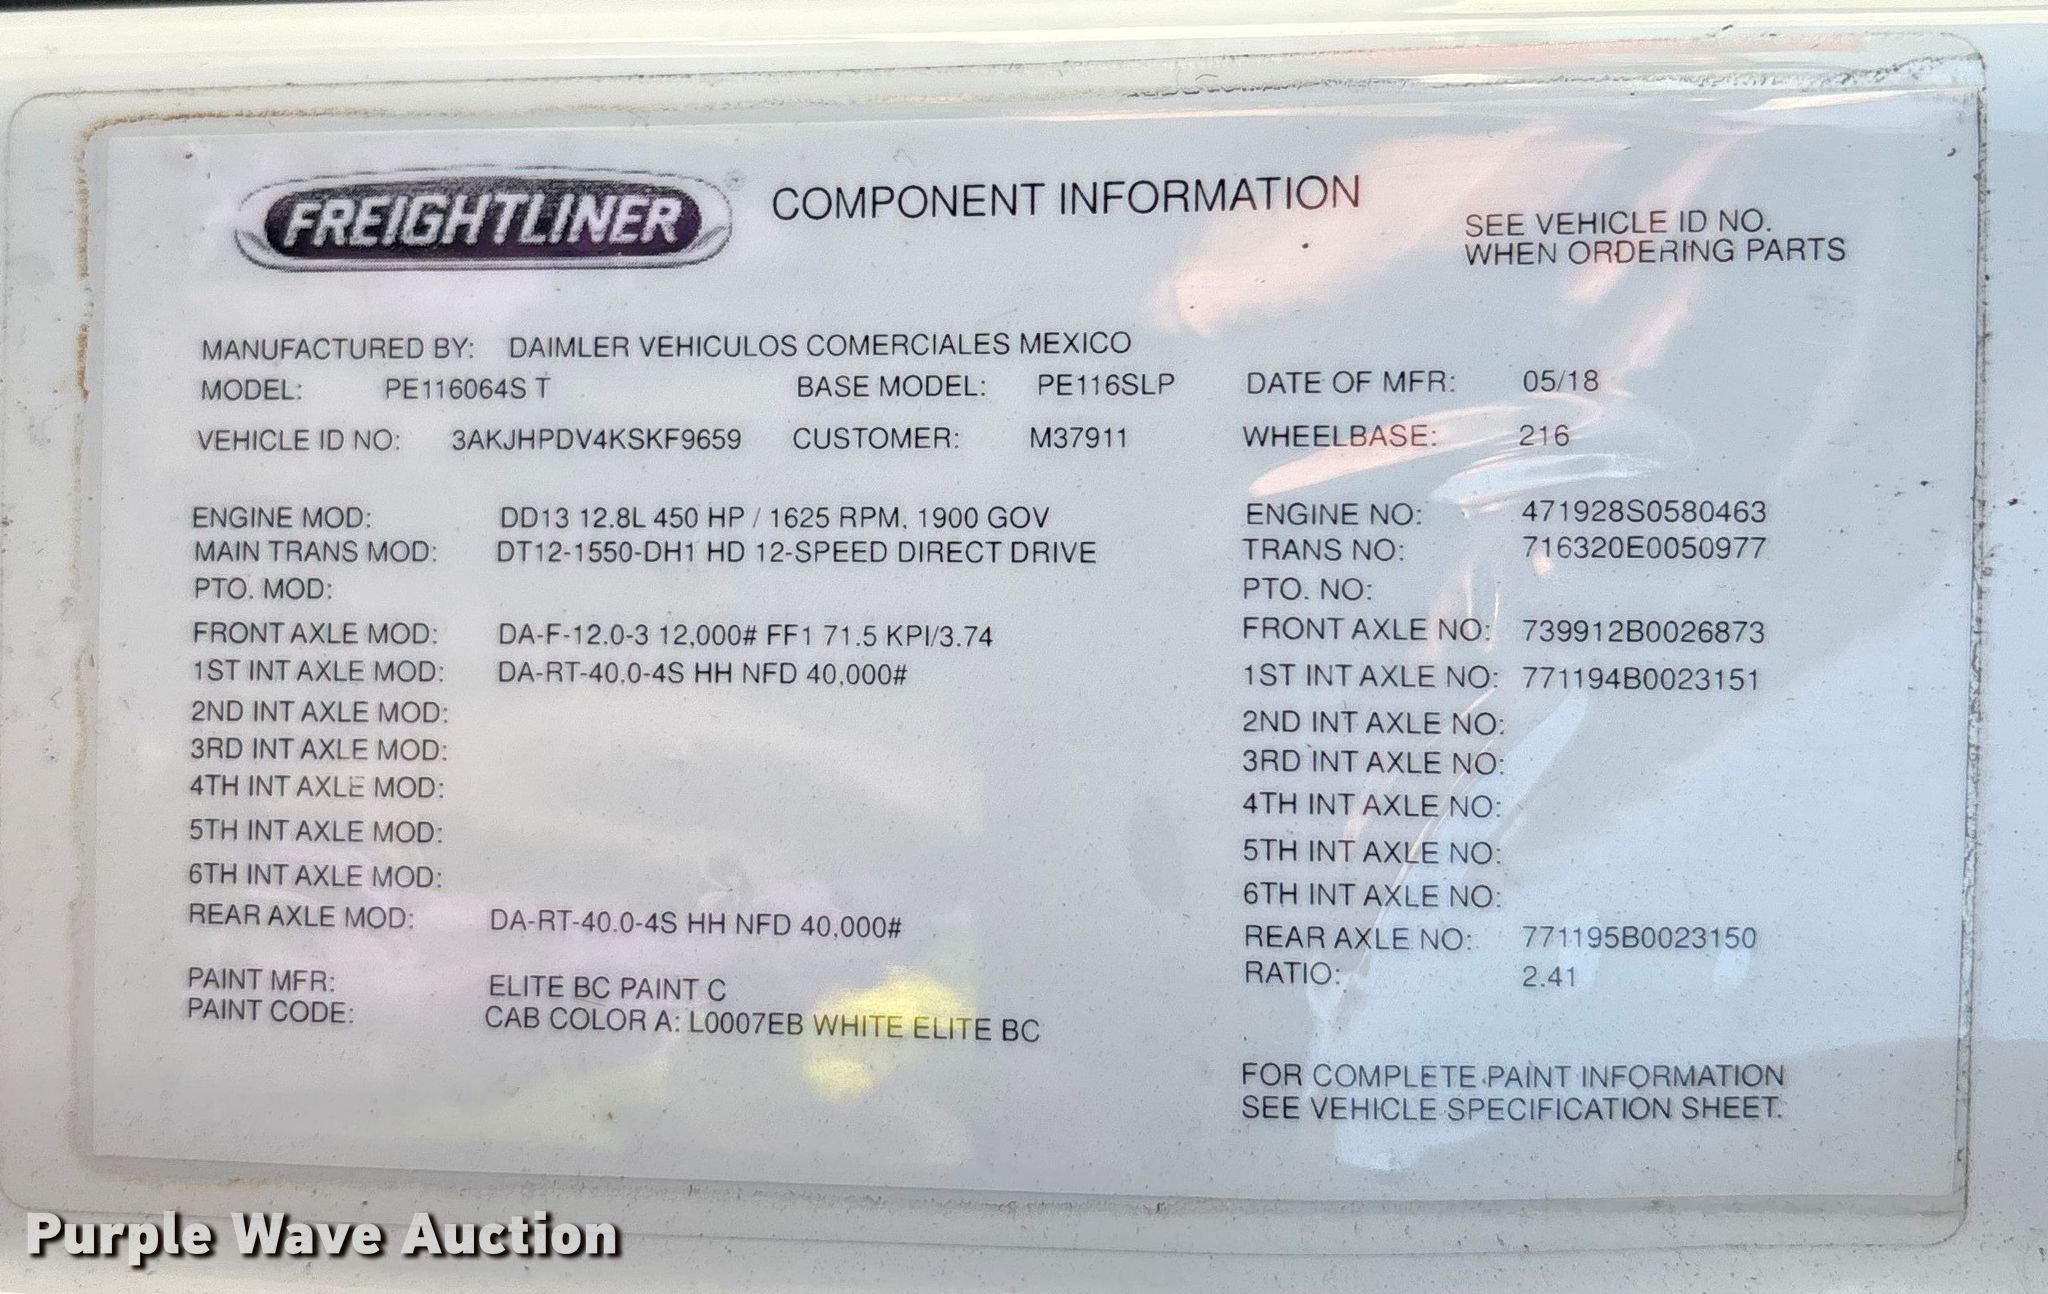 FREIGHTLINER COMPONENT INFORMATION
SEE VEHICLE ID NO.
WHEN ORDERING PARTS
MANUFACTURED BY: DAIMLER VEHICULOS COMERCIALES MEXICO
MODEL: PE116064S T BASE MODEL: PE116SLP DATE OF MFR: 05/18
VEHICLE ID NO: 3AKJHPDV4KSKF9659 CUSTOMER: M37911 WHEELBASE: 216
ENGINE MOD: DD13 12.8L 450 HP / 1625 RPM, 1900 GOV ENGINE NO: 471928S0580463
MAIN TRANS MOD: DT12-1550-DH1 HD 12-SPEED DIRECT DRIVE TRANS NO: 716320E0050977
PTO. MOD: PTO. NO:
FRONT AXLE MOD: DA-F-12.0-3 12,000# FF1 71.5 KPI/3.74 FRONT AXLE NO: 739912B0026873
1ST INT AXLE MOD: DA-RT-40.0-4S HH NFD 40,000# 1ST INT AXLE NO: 771194B0023151
2ND INT AXLE MOD: 2ND INT AXLE NO:
3RD INT AXLE MOD: 3RD INT AXLE NO:
4TH INT AXLE MOD: 4TH INT AXLE NO:
5TH INT AXLE MOD: 5TH INT AXLE NO:
6TH INT AXLE MOD: 6TH INT AXLE NO:
REAR AXLE MOD: DA-RT-40.0-4S HH NFD 40,000# REAR AXLE NO: 771195B0023150
RATIO: 2.41
PAINT MFR: ELITE BC PAINT C
PAINT CODE: CAB COLOR A: L0007EB WHITE ELITE BC
FOR COMPLETE PAINT INFORMATION
SEE VEHICLE SPECIFICATION SHEET.
Purple Wave Auction